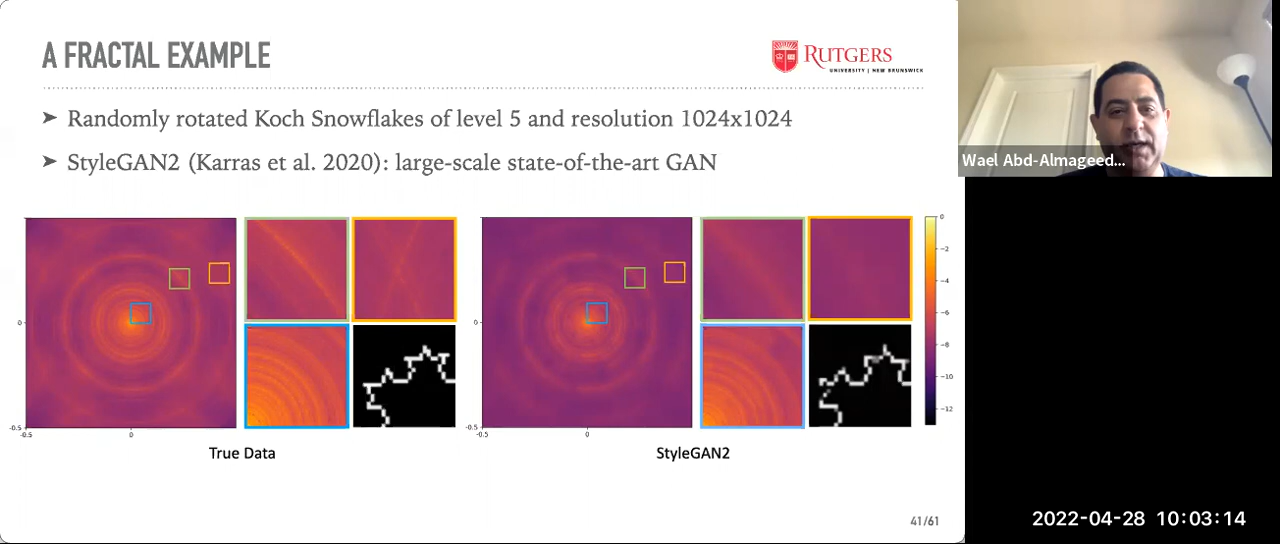 A FRACTAL EXAMPLE
RUTGERS
UNIVERSITY | NEW BRUNSWICK
➤ Randomly rotated Koch Snowflakes of level 5 and resolution 1024x1024
➤ StyleGAN2 (Karras et al. 2020): large-scale state-of-the-art GAN
Wael Abd-Almageed...
0
-0.5
-0.5
0
0
-0.5
-0.5
0
0
−2
−4
−6
−8
−10
−12
True Data
StyleGAN2
41/61
2022-04-28 10:03:14